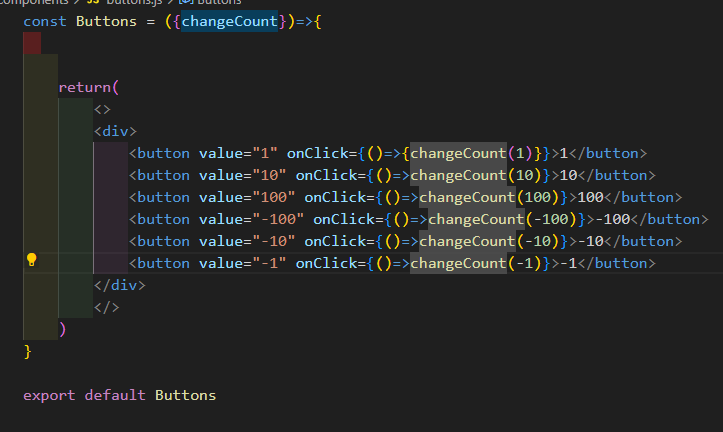 components > JS buttons.js > Buttons
const Buttons = ({changeCount})=>{
return(
<>
<div>
<button value="1" onClick={()=>{changeCount(1)}}>1</button>
<button value="10" onClick={()=>changeCount(10)}>10</button>
<button value="100" onClick={()=>changeCount(100)}>100</button>
<button value="-100" onClick={()=>changeCount(-100)}>-100</button>
<button value="-10" onClick={()=>changeCount(-10)}>-10</button>
<button value="-1" onClick={()=>changeCount(-1)}>-1</button>
</div>
</>
)
}
export default Buttons